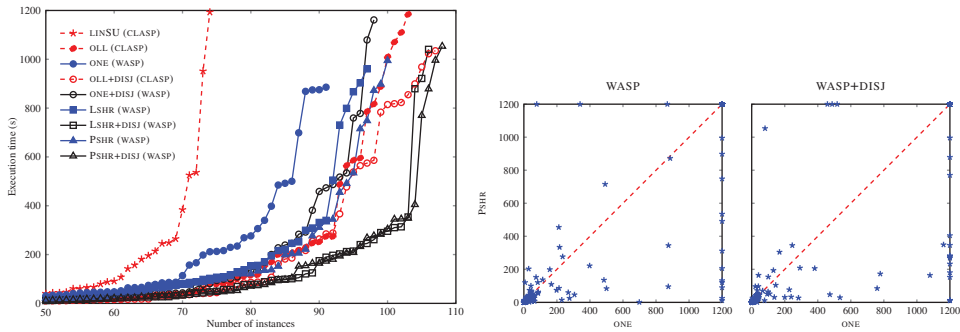 1200
1000
800
600
400
200
0
Execution time (s)
LINSU (CLASP)
OLL (CLASP)
ONE (WASP)
OLL+DISJ (CLASP)
ONE+DISJ (WASP)
LSHR (WASP)
LSHR+DISJ (WASP)
PSHR (WASP)
PSHR+DISJ (WASP)
50 60 70 80 90 100 110
Number of instances
WASP
1200
1000
800
600
400
200
0
PSHR
0 200 400 600 800 1000 1200
ONE
WASP+DISJ
0 200 400 600 800 1000 1200
ONE